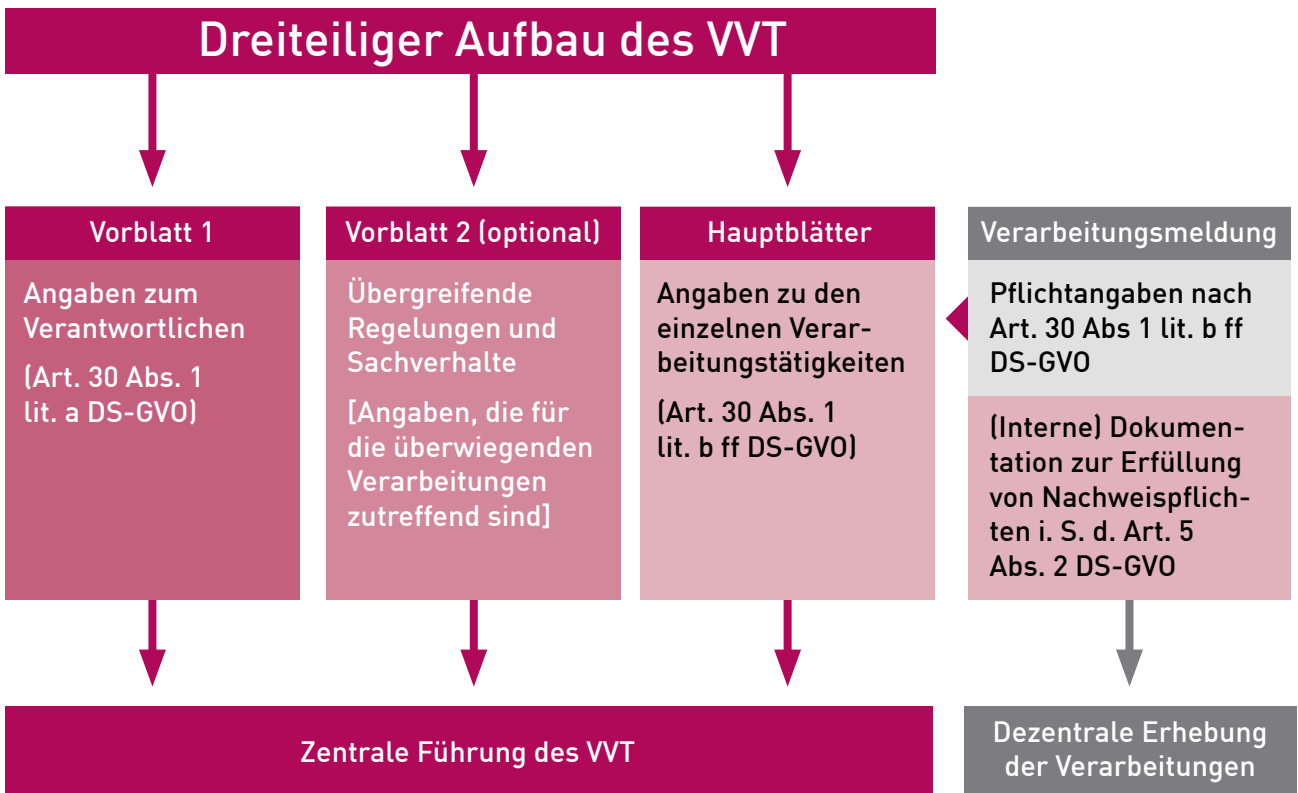 Dreiteiliger Aufbau des VVT
Vorblatt 1
Angaben zum
Verantwortlichen
(Art. 30 Abs. 1
lit. a DS-GVO)
Vorblatt 2 (optional)
Übergreifende
Regelungen und
Sachverhalte
[Angaben, die für
die überwiegenden
Verarbeitungen
zutreffend sind]
Hauptblätter
Angaben zu den
einzelnen Verar-
beitungstätigkeiten
(Art. 30 Abs. 1
lit. b ff DS-GVO)
Verarbeitungsmeldung
Pflichtangaben nach
Art. 30 Abs 1 lit. b ff
DS-GVO
(Interne) Dokumen-
tation zur Erfüllung
von Nachweispflich-
ten i. S. d. Art. 5
Abs. 2 DS-GVO
Zentrale Führung des VVT
Dezentrale Erhebung
der Verarbeitungen